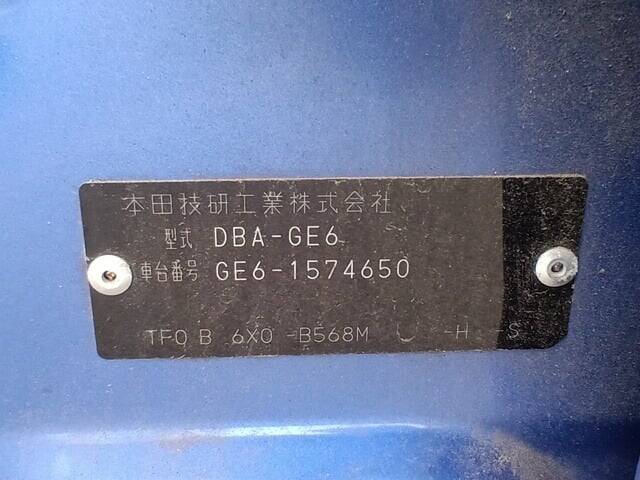 本田技研工業株式会社
型式 DBA-GE6
車台番号 GE6-1574650
TF0 B 6X0 -B568M -H -S